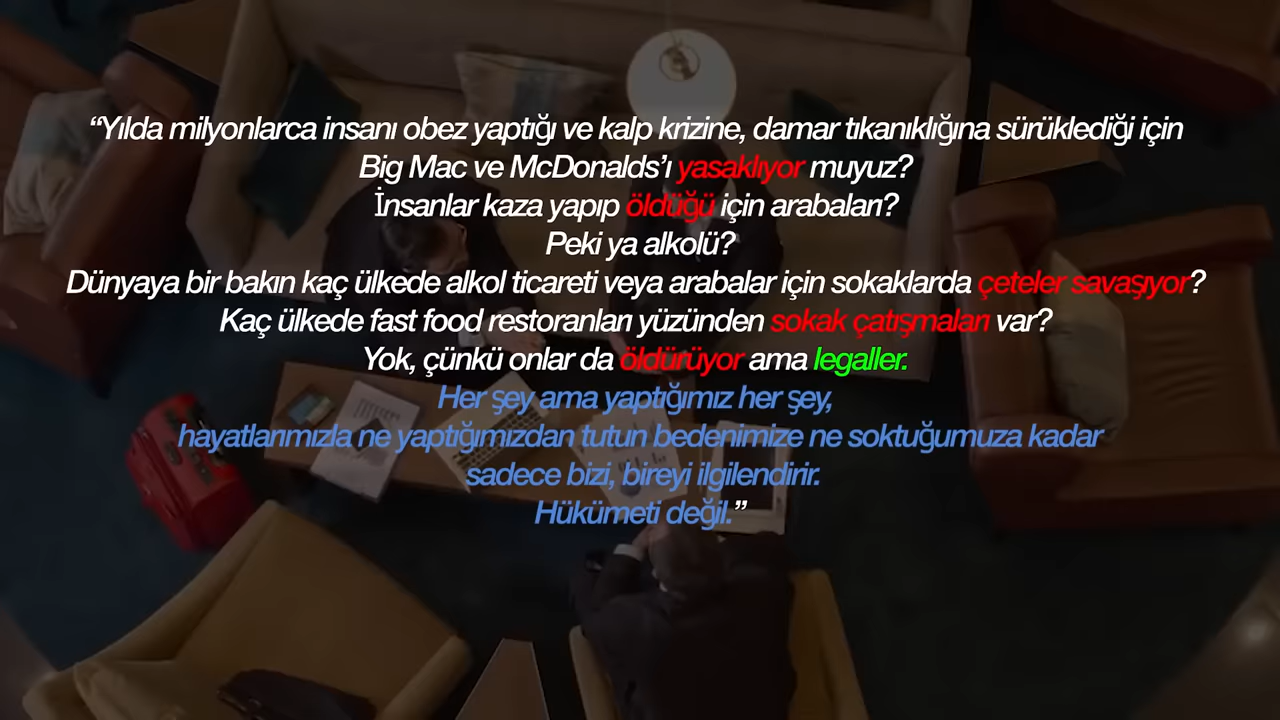 “Yılda milyonlarca insanı obez yaptığı ve kalp krizine, damar tıkanıklığına sürüklediği için
Big Mac ve McDonalds’ı yasaklıyor muyuz?
İnsanlar kaza yapıp öldüğü için arabaları?
Peki ya alkolü?
Dünyaya bir bakın kaç ülkede alkol ticareti veya arabalar için sokaklarda çeteler savaşıyor?
Kaç ülkede fast food restoranları yüzünden sokak çatışmaları var?
Yok, çünkü onlar da öldürüyor ama legaller.
Her şey ama yaptığımız her şey,
hayatlarımızla ne yaptığımızdan tutun bedenimize ne soktuğumuza kadar
sadece bizi, bireyi ilgilendirir.
Hükümeti değil.”